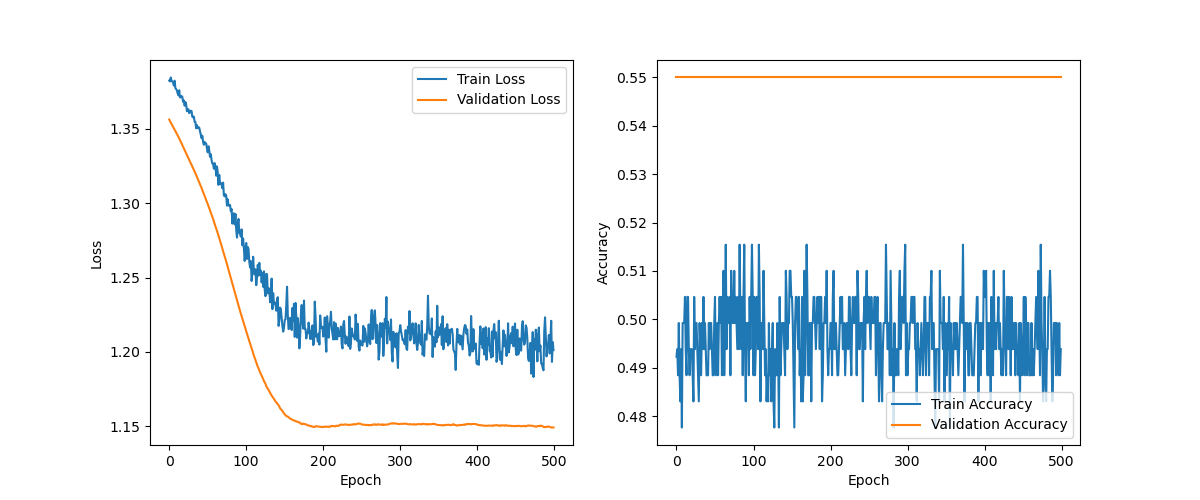 Train Loss
Validation Loss
1.35
1.30
1.25
1.20
1.15
Loss
0 100 200 300 400 500
Epoch
0.55
0.54
0.53
0.52
0.51
0.50
0.49
0.48
Accuracy
Train Accuracy
Validation Accuracy
0 100 200 300 400 500
Epoch